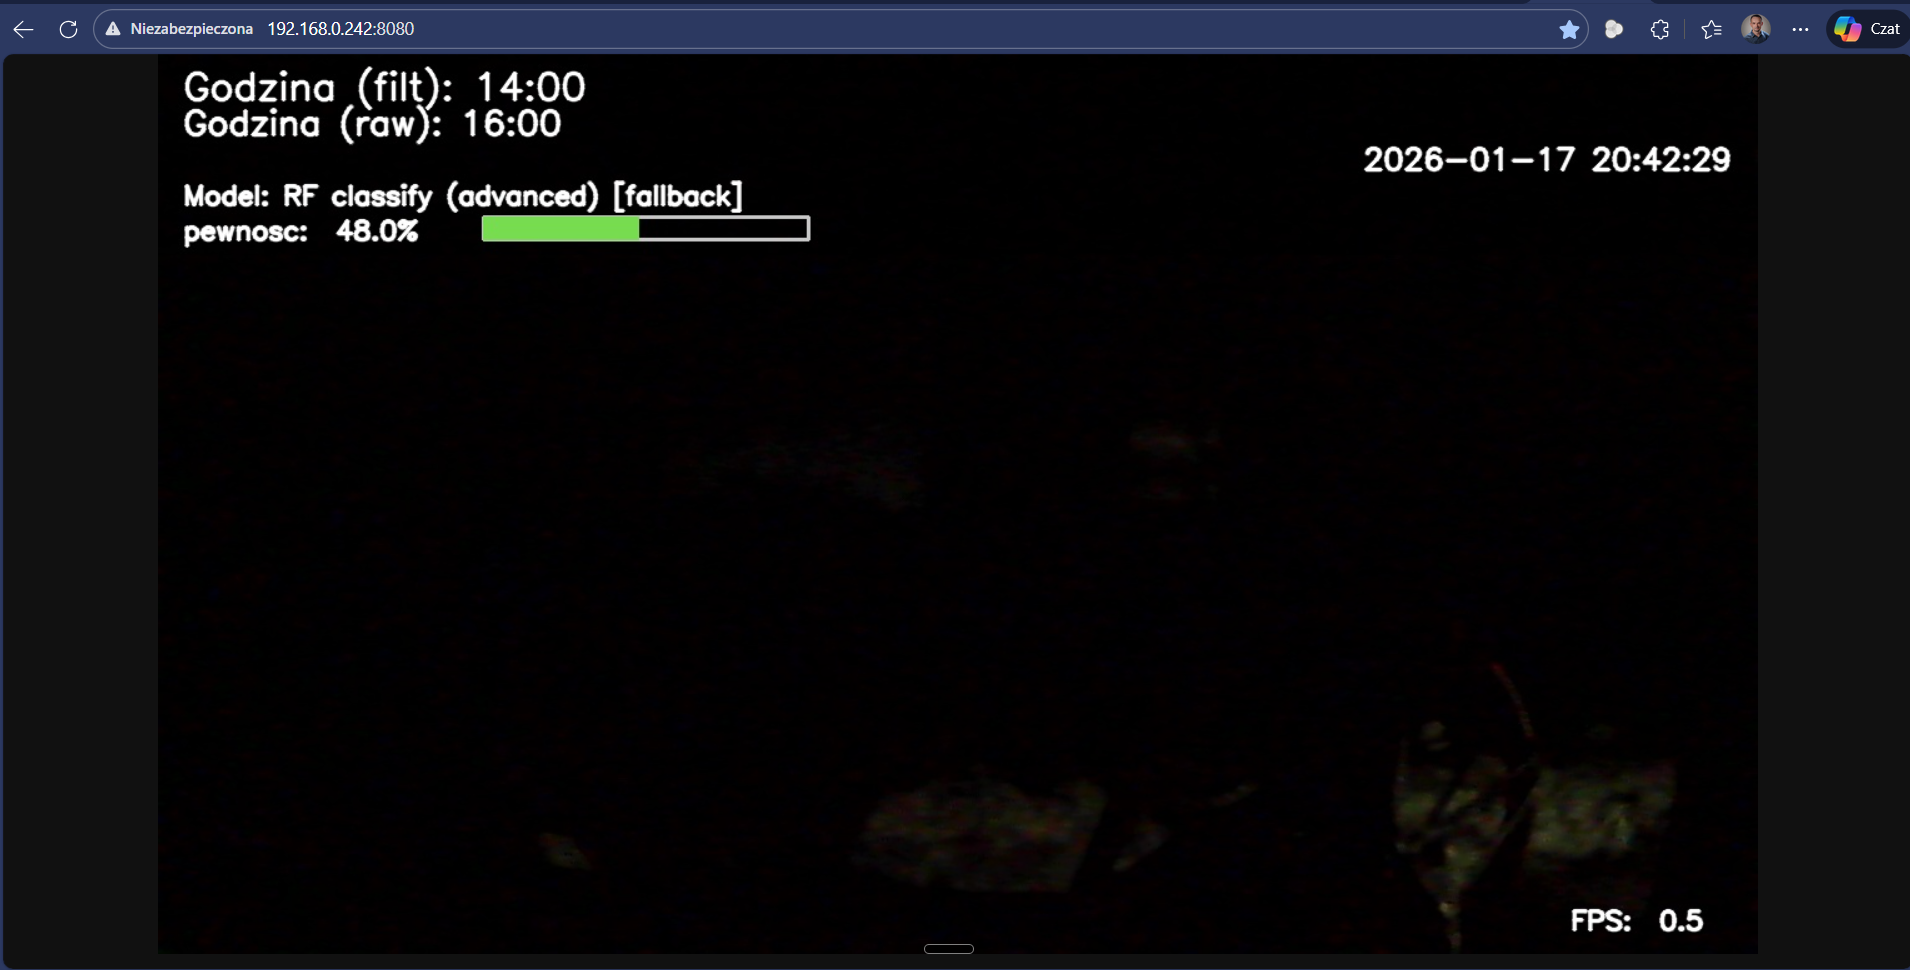 Niezabezpieczona 192.168.0.242:8080
Czat
Godzina (filt): 14:00
Godzina (raw): 16:00
2026-01-17 20:42:29
Model: RF classify (advanced) [fallback]
pewnosc: 48.0%
FPS: 0.5